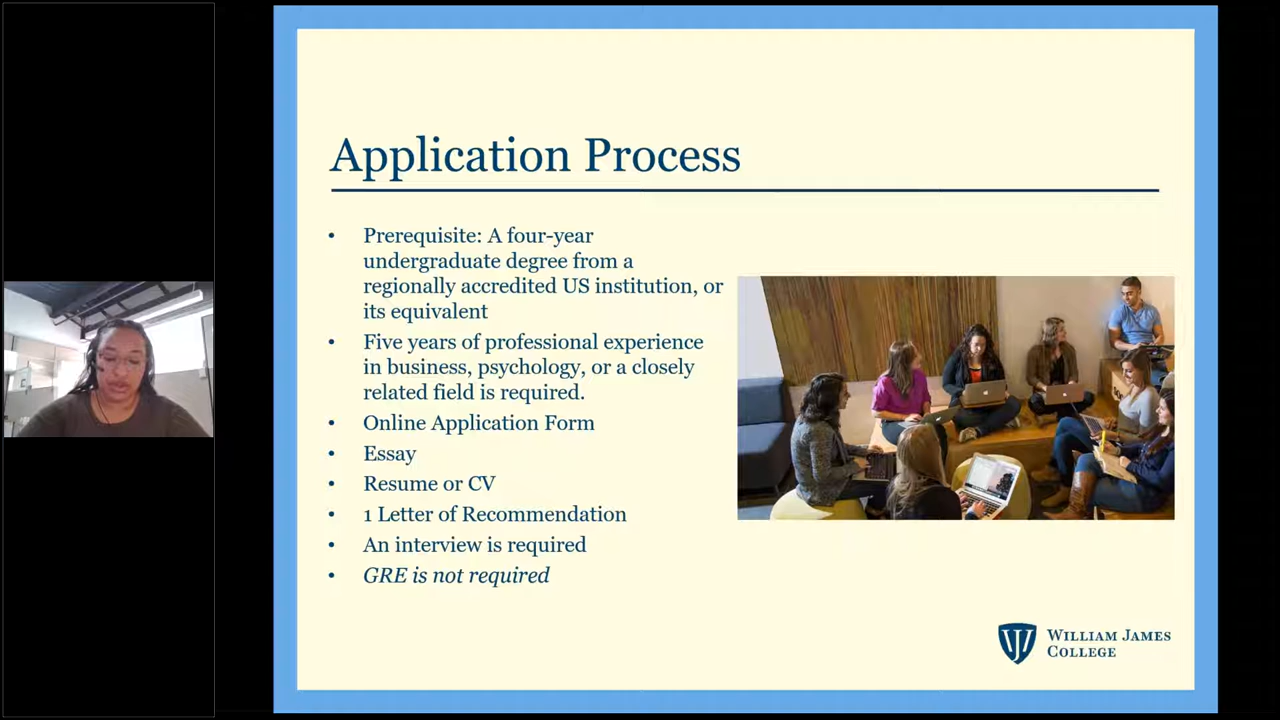 Application Process
• Prerequisite: A four-year
undergraduate degree from a
regionally accredited US institution, or
its equivalent
• Five years of professional experience
in business, psychology, or a closely
related field is required.
• Online Application Form
• Essay
• Resume or CV
• 1 Letter of Recommendation
• An interview is required
• GRE is not required
WILLIAM JAMES
COLLEGE